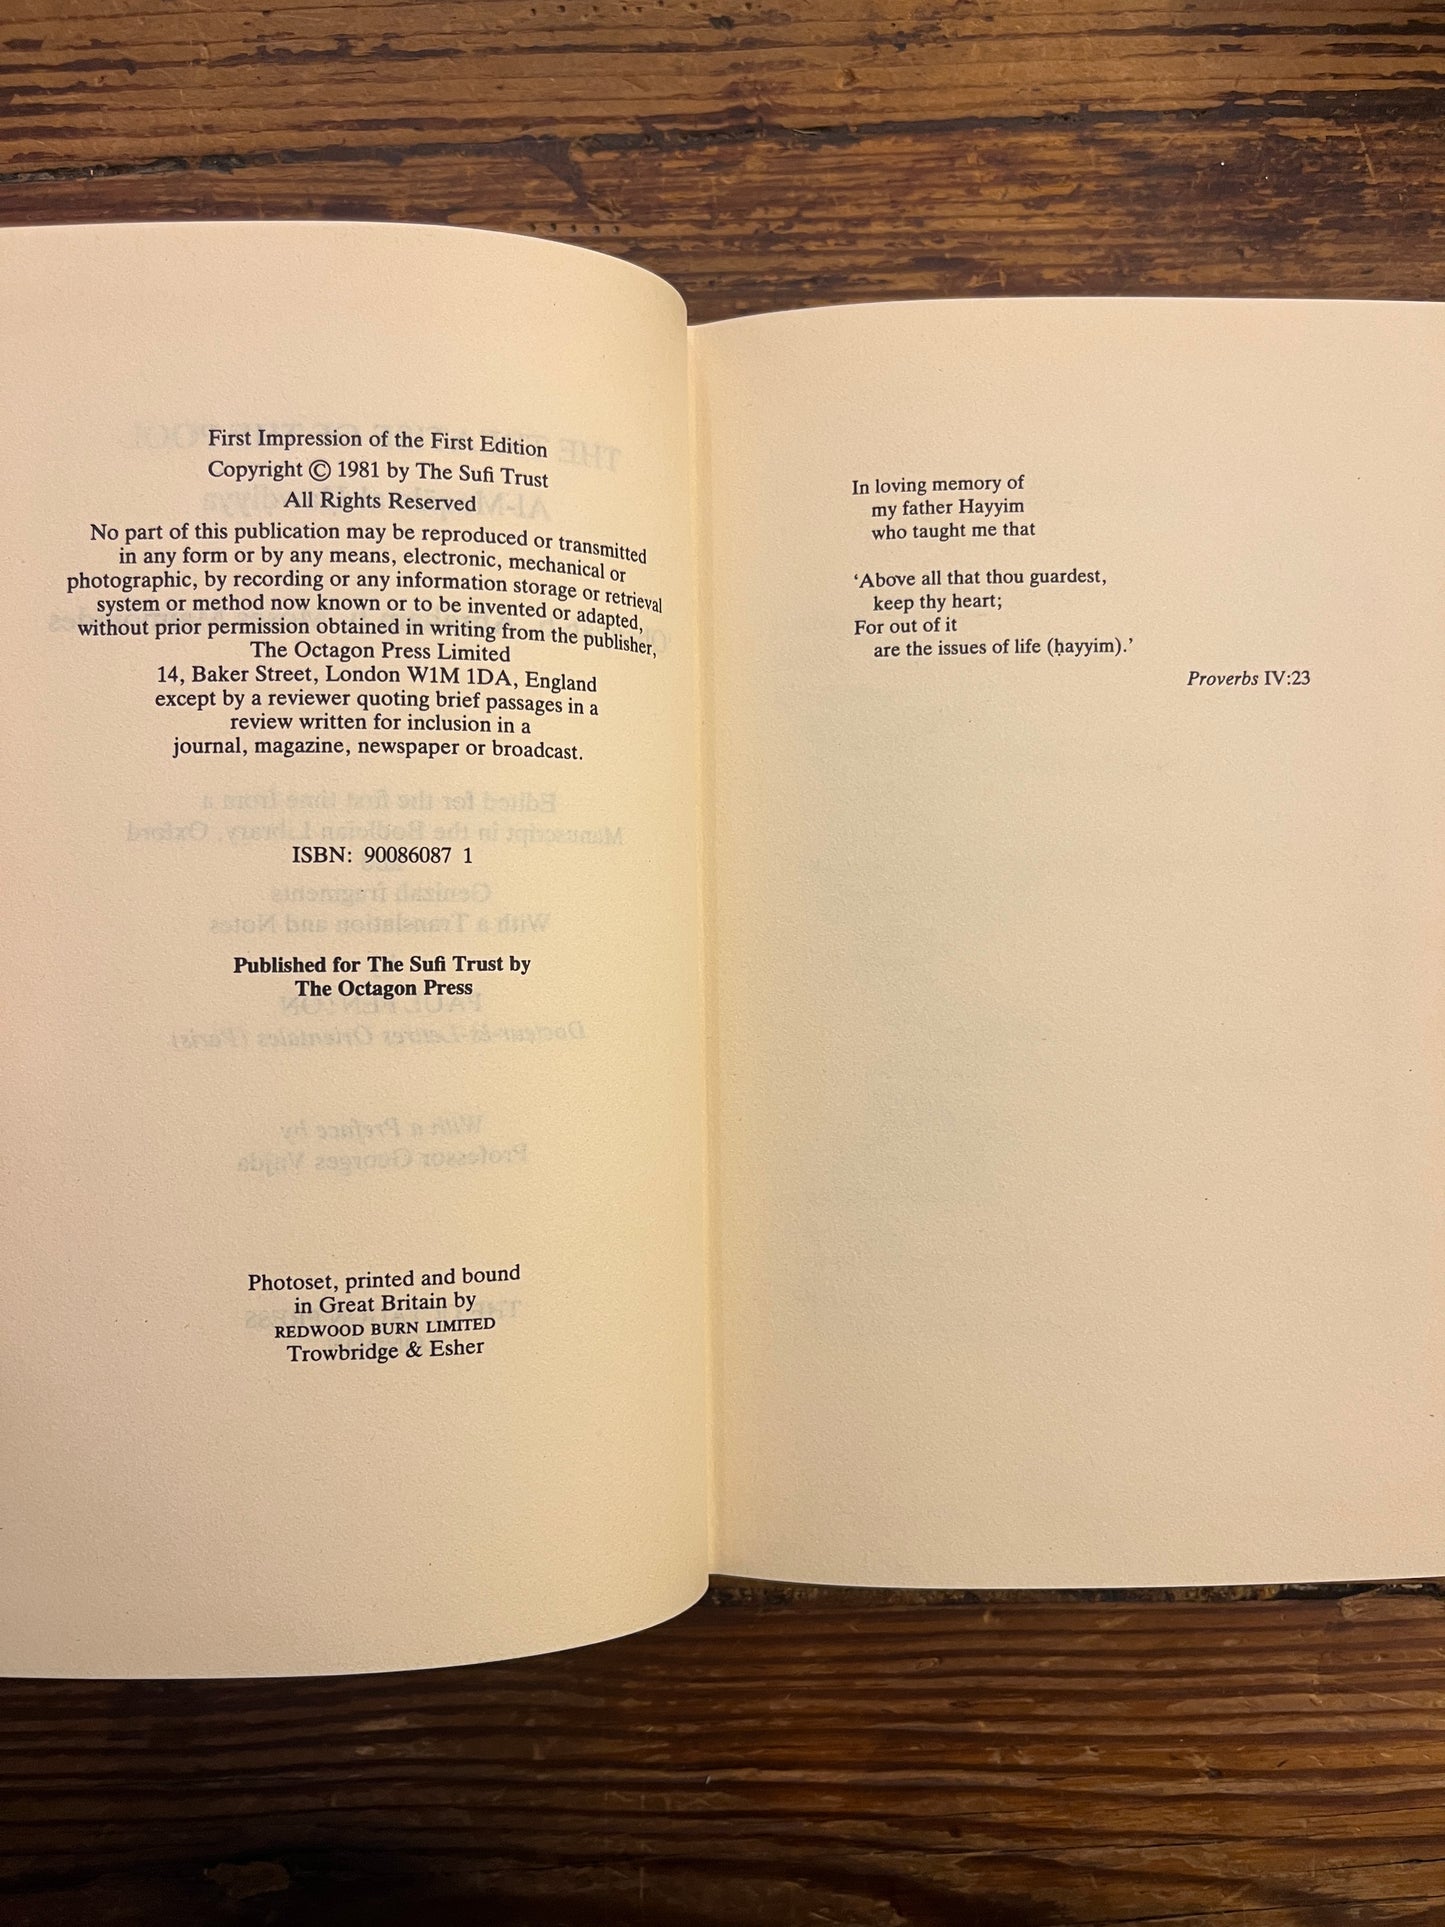 First Impression of the First Edition
Copyright © 1981 by The Sufi Trust
All Rights Reserved
No part of this publication may be reproduced or transmitted
in any form or by any means, electronic, mechanical or
photographic, by recording or any information storage or retrieval
system or method now known or to be invented or adapted,
without prior permission obtained in writing from the publisher,
The Octagon Press Limited
14, Baker Street, London W1M 1DA, England
except by a reviewer quoting brief passages in a
review written for inclusion in a
journal, magazine, newspaper or broadcast.
ISBN: 90086087 1
Published for The Sufi Trust by
The Octagon Press
Photoset, printed and bound
in Great Britain by
REDWOOD BURN LIMITED
Trowbridge & Esher
In loving memory of
my father Hayyim
who taught me that
‘Above all that thou guardest,
keep thy heart;
For out of it
are the issues of life (ḥayyim).’
Proverbs IV:23